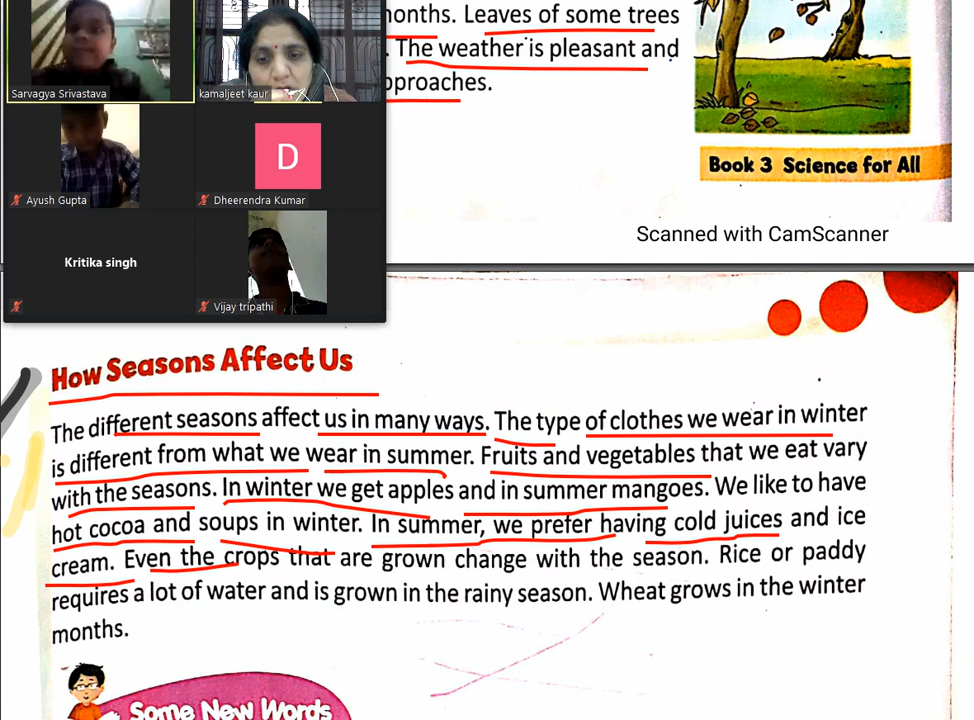 months. Leaves of some trees
. The weather is pleasant and
pproaches.
Book 3 Science for All
Scanned with CamScanner
Sarvagya Srivastava
kamaljeet kaur
Ayush Gupta
D
Dheerendra Kumar
Kritika singh
Vijay tripathi
How Seasons Affect Us
The different seasons affect us in many ways. The type of clothes we wear in winter
is different from what we wear in summer. Fruits and vegetables that we eat vary
with the seasons. In winter we get apples and in summer mangoes. We like to have
hot cocoa and soups in winter. In summer, we prefer having cold juices and ice
cream. Even the crops that are grown change with the season. Rice or paddy
requires a lot of water and is grown in the rainy season. Wheat grows in the winter
months.
Some New Words